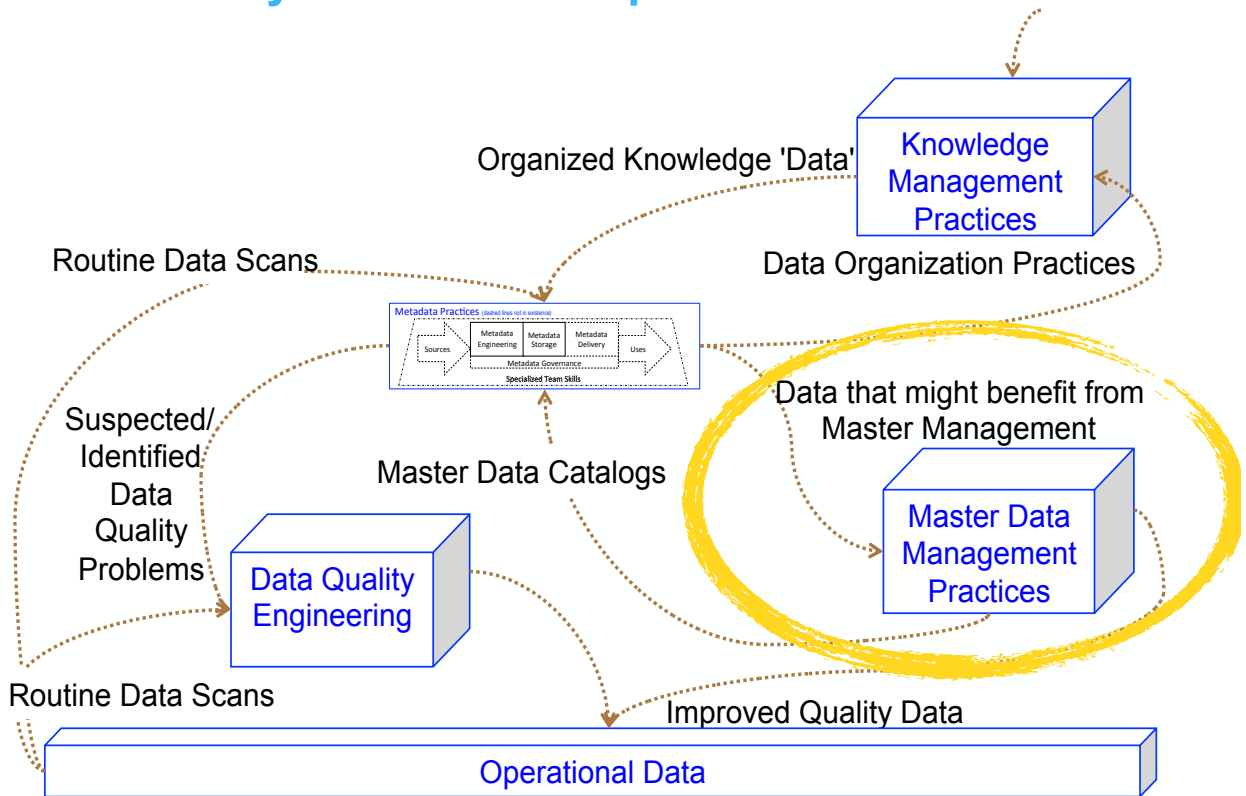 Knowledge
Management
Practices
Organized Knowledge 'Data'
Routine Data Scans
Data Organization Practices
Metadata Practices (dashed lines not in existence)
Sources
Metadata
Engineering
Metadata
Storage
Metadata
Delivery
Uses
Metadata Governance
Specialized Team Skills
Data that might benefit from
Master Management
Suspected/
Identified
Data
Quality
Problems
Master Data Catalogs
Master Data
Management
Practices
Data Quality
Engineering
Routine Data Scans
Improved Quality Data
Operational Data